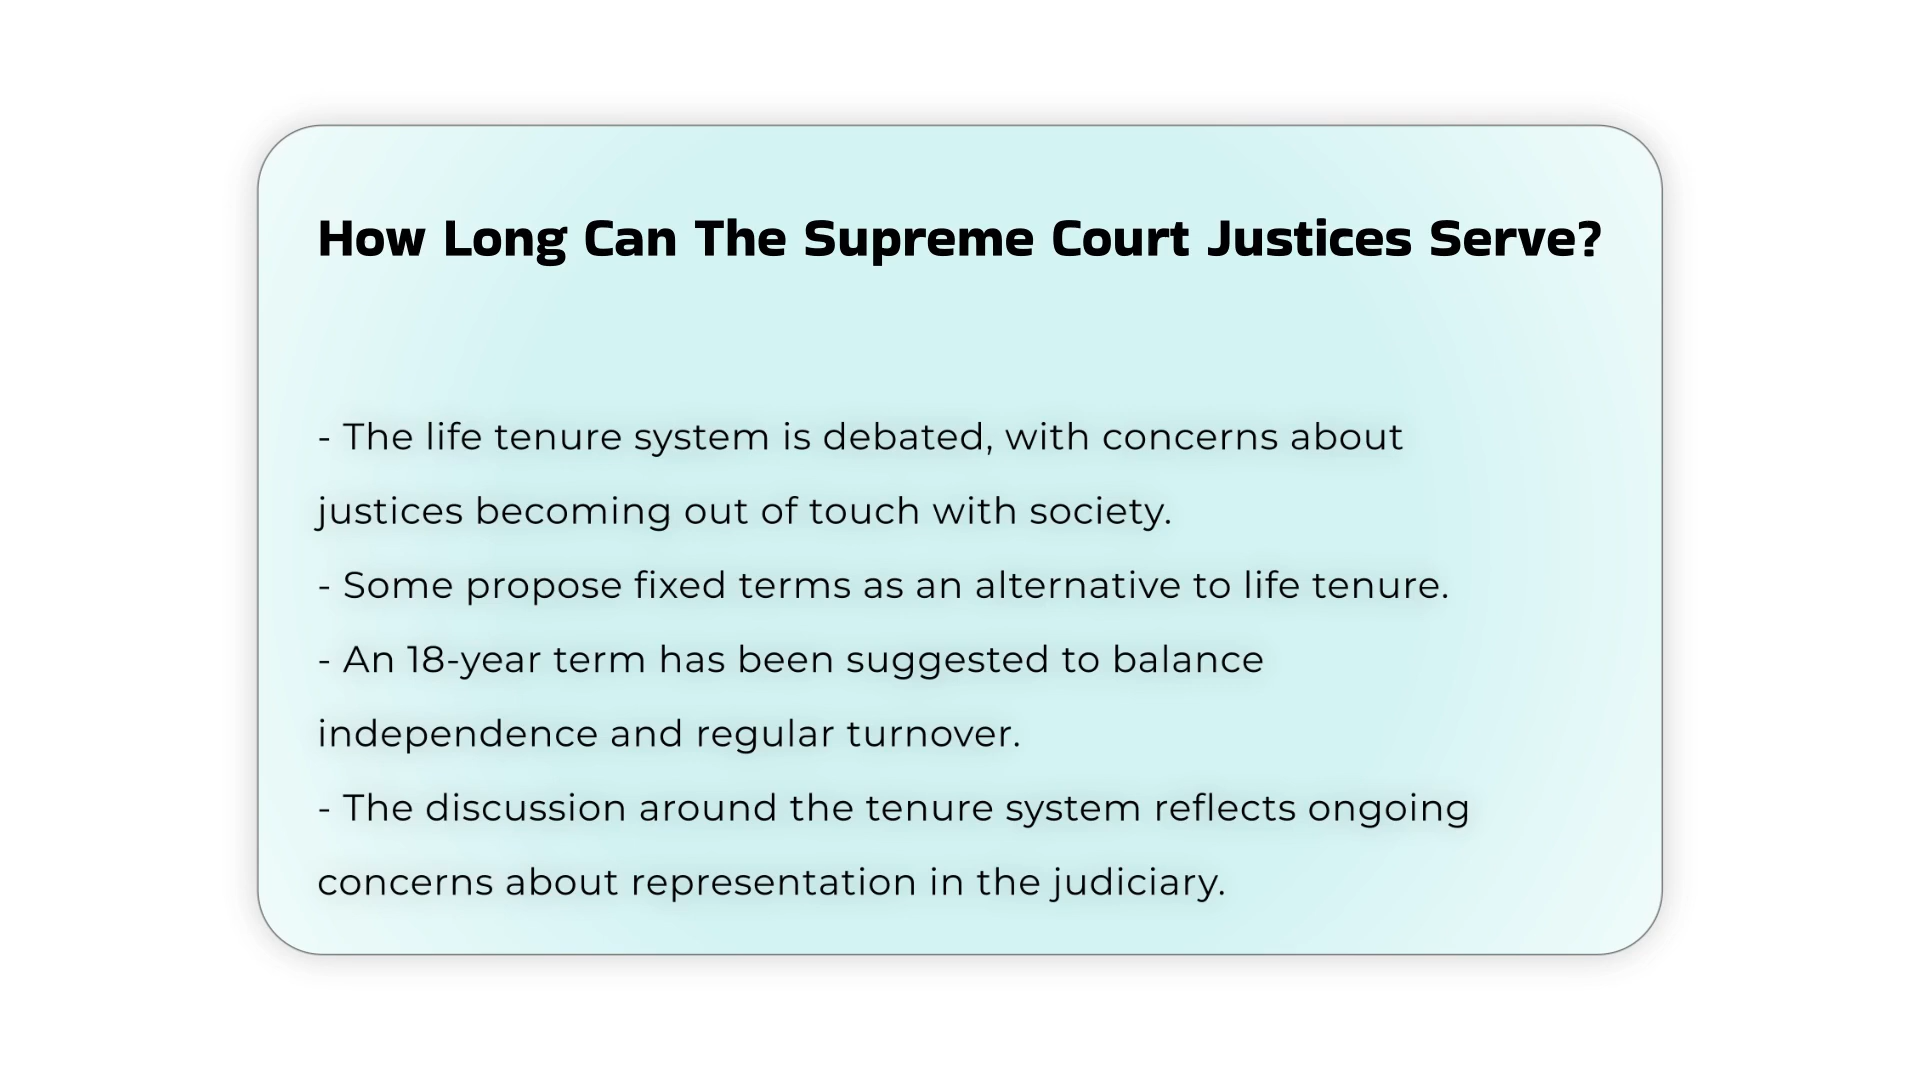 How Long Can The Supreme Court Justices Serve?
- The life tenure system is debated, with concerns about
justices becoming out of touch with society.
- Some propose fixed terms as an alternative to life tenure.
- An 18-year term has been suggested to balance
independence and regular turnover.
- The discussion around the tenure system reflects ongoing
concerns about representation in the judiciary.